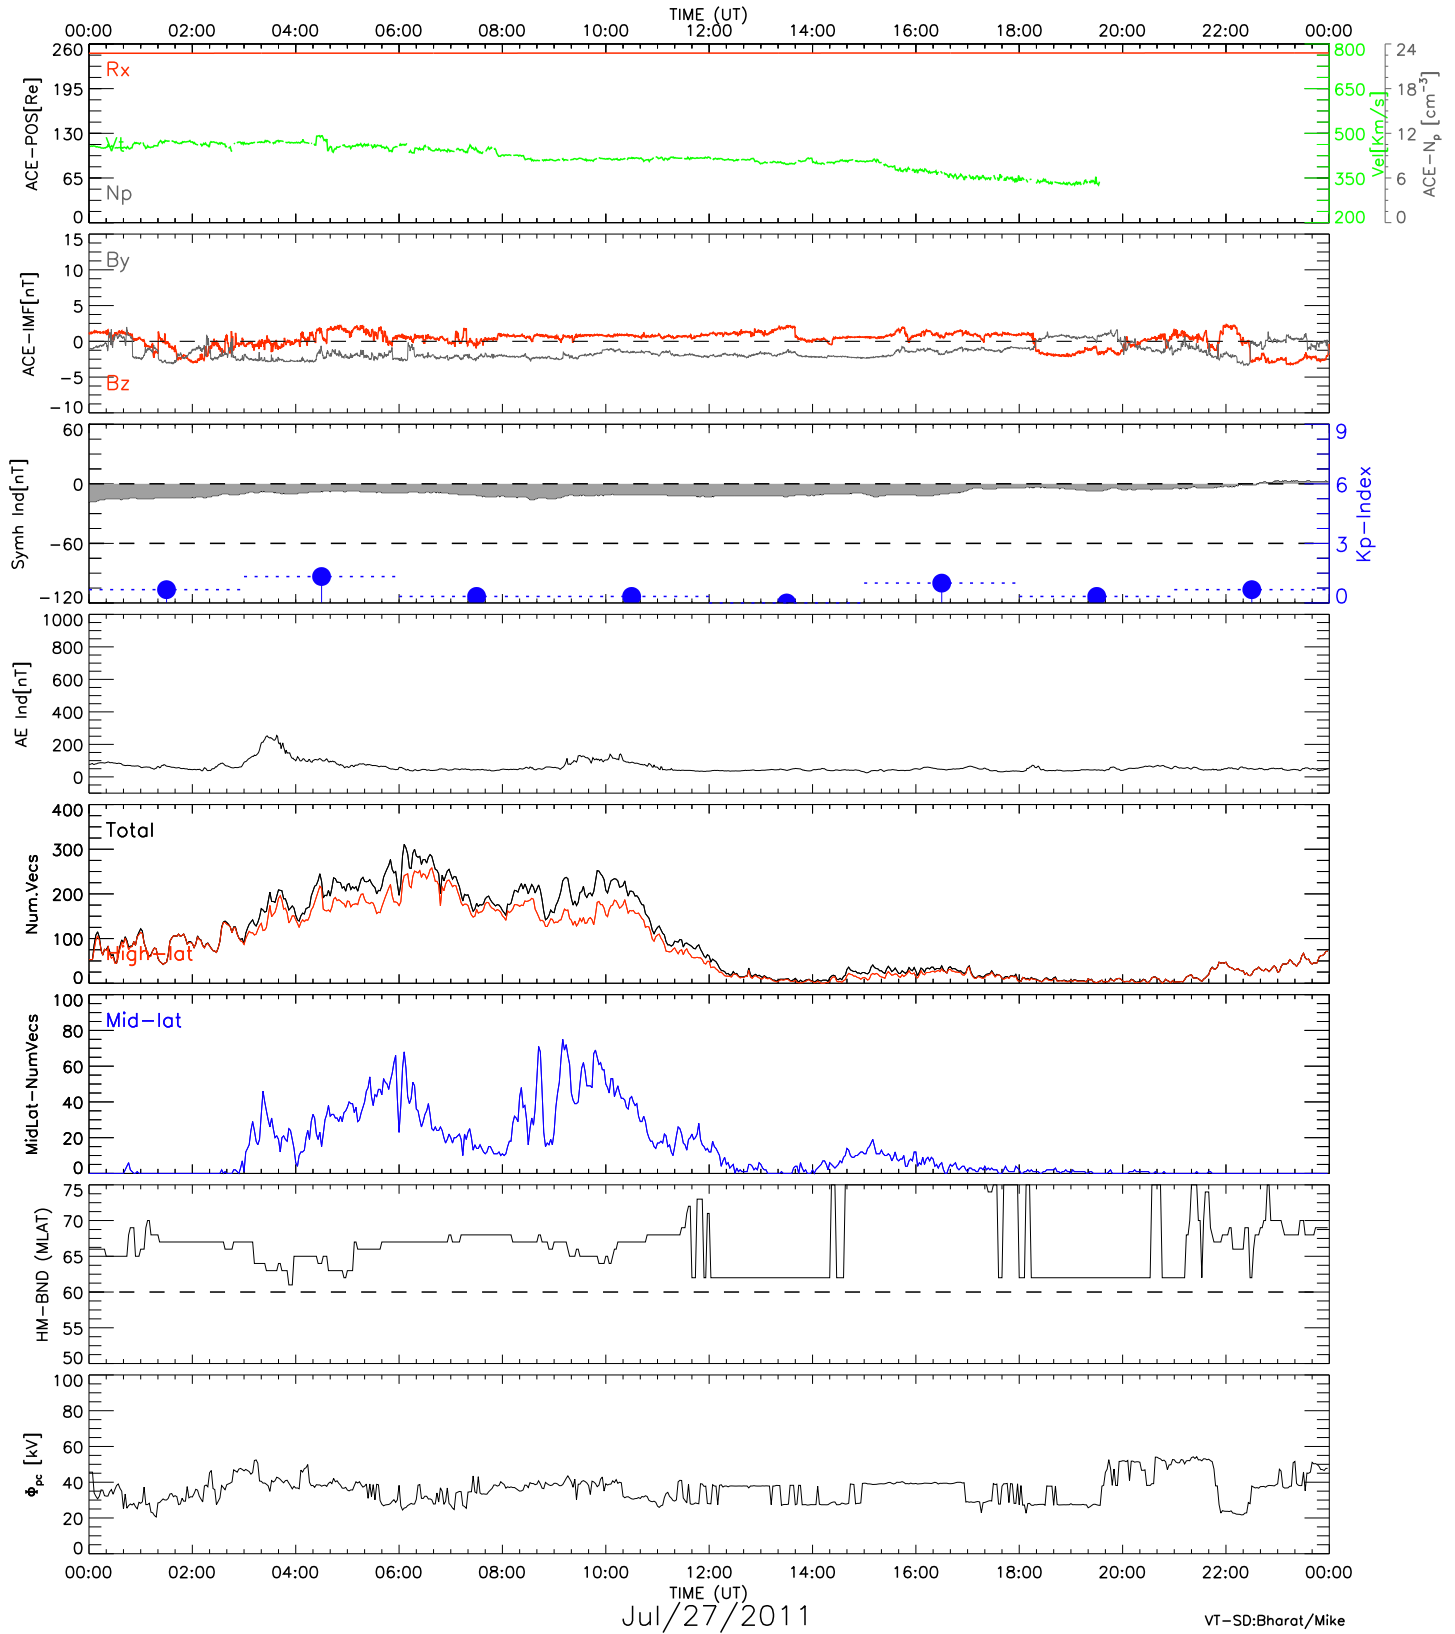 TIME (UT)
00:00 02:00 04:00 06:00 08:00 10:00 12:00 14:00 16:00 18:00 20:00 22:00 00:00
ACE-POS[Re]
260
195
130
65
0
Rx
Vt
Np
800
650
500
350
200
Vel[Km/s]
24
18
12
6
0
ACE-Np [cm⁻³]
ACE-IMF[nT]
15
10
5
0
-5
-10
By
Bz
Symh Ind[nT]
60
0
-60
-120
9
6
3
0
Kp-Index
AE Ind[nT]
1000
800
600
400
200
0
Num.Vecs
400
300
200
100
0
Total
High-lat
MidLat-NumVecs
100
80
60
40
20
0
Mid-lat
HM-BND (MLAT)
75
70
65
60
55
50
Φpc [kV]
100
80
60
40
20
0
00:00 02:00 04:00 06:00 08:00 10:00 12:00 14:00 16:00 18:00 20:00 22:00 00:00
TIME (UT)
Jul/27/2011
VT-SD:Bharat/Mike